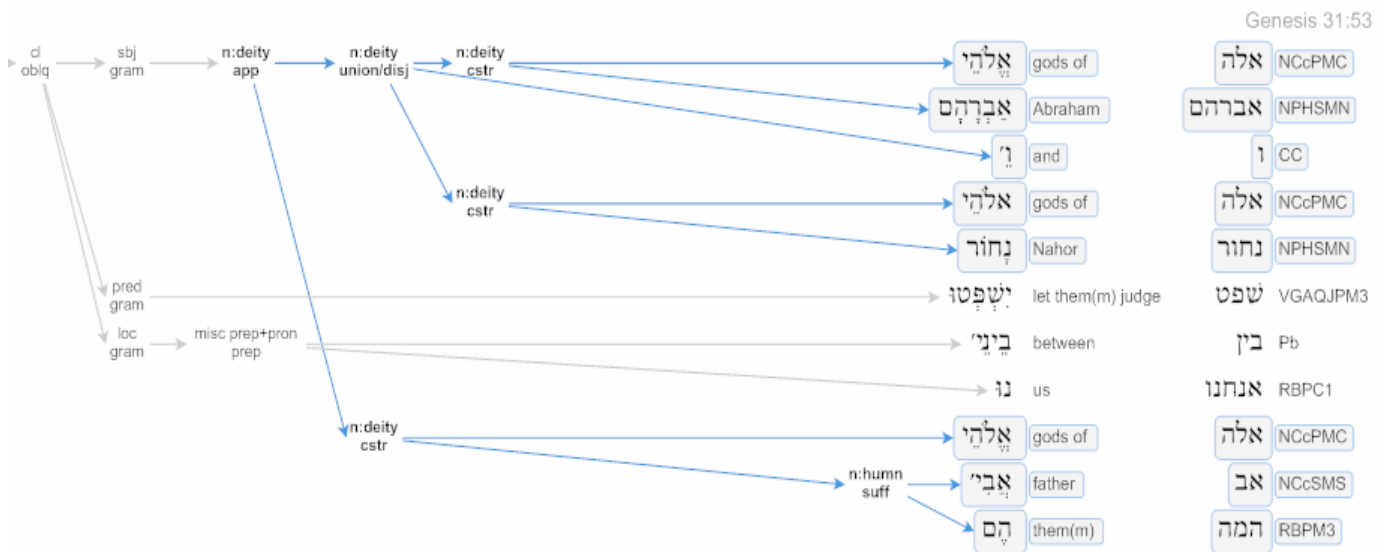 Genesis 31:53
cl sbj n:deity n:deity n:deity
oblq gram app union/disj cstr אֱלֹהֵי gods of אלה NCcPMC
אַבְרָהָם Abraham אברהם NPHSMN
וֵ׳ and ו CC
n:deity
cstr אלֹהֵי gods of אלה NCcPMC
נָחוֹר Nahor נחור NPHSMN
pred
gram יִשְׁפְּטוּ let them(m) judge שׁפט VGAQJPM3
loc misc prep+pron
gram prep בֵינֵי׳ between בין Pb
נוּ us אנחנו RBPC1
n:deity
cstr אֱלֹהֵי gods of אלה NCcPMC
n:humn
suff אֲבִי׳ father אב NCcSMS
הֶם them(m) המה RBPM3